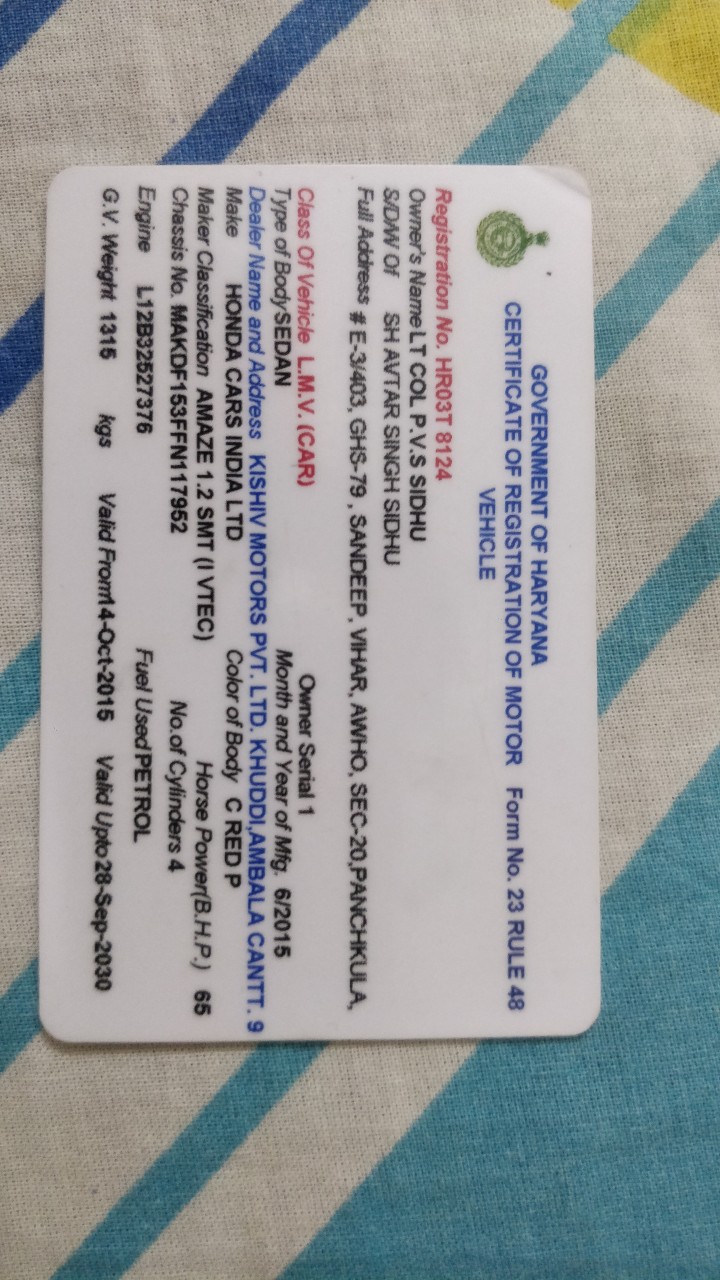 GOVERNMENT OF HARYANA
CERTIFICATE OF REGISTRATION OF MOTOR Form No. 23 RULE 48
VEHICLE
Registration No. HR03T 8124
Owner's Name LT COL P.V.S SIDHU
S/D/W Of SH AVTAR SINGH SIDHU
Full Address # E-3/403, GHS-79 , SANDEEP, VIHAR, AWHO, SEC-20,PANCHKULA,
Class Of Vehicle L.M.V. (CAR) Owner Serial 1
Type of Body SEDAN Month and Year of Mfg. 6/2015
Dealer Name and Address KISHIV MOTORS PVT. LTD. KHUDDI,AMBALA CANTT. 9
Make HONDA CARS INDIA LTD Color of Body C RED P
Maker Classification AMAZE 1.2 SMT (I VTEC) Horse Power(B.H.P.) 65
Chassis No. MAKDF153FFN117952 No.of Cylinders 4
Engine L12B32527376 Fuel Used PETROL
G.V. Weight 1315 kgs Valid From 14-Oct-2015 Valid Upto 28-Sep-2030